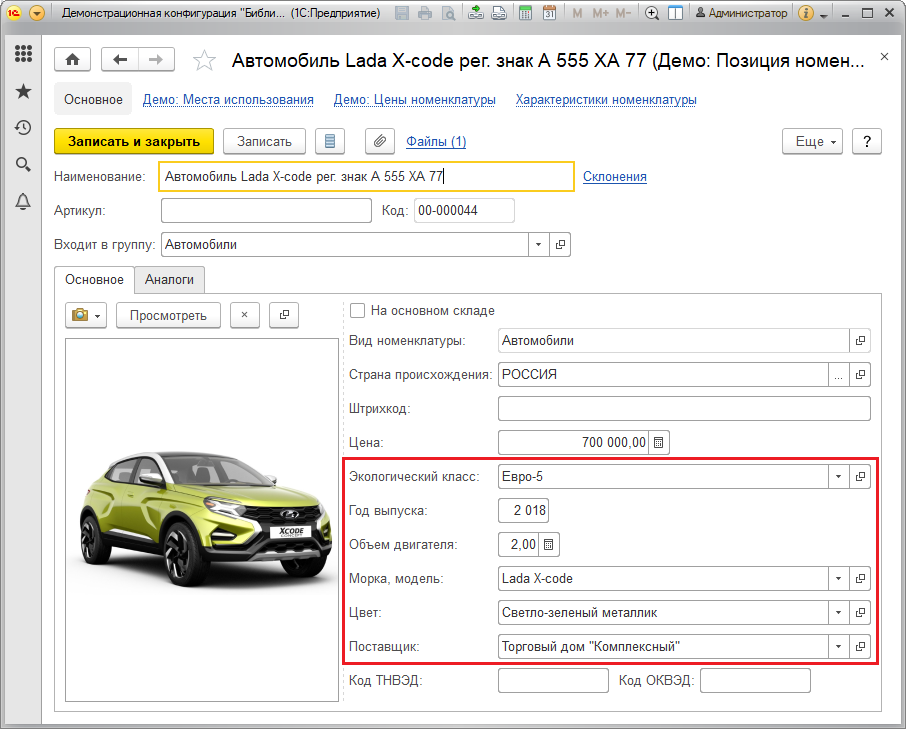 Демонстрационная конфигурация "Библи... (1С:Предприятие) 31 M M+ M- Администратор i
Автомобиль Lada X-code рег. знак А 555 ХА 77 (Демо: Позиция номен...
Основное Демо: Места использования Демо: Цены номенклатуры Характеристики номенклатуры
Записать и закрыть Записать Файлы (1) Еще ?
Наименование: Автомобиль Lada X-code рег. знак А 555 ХА 77 Склонения
Артикул: Код: 00-000044
Входит в группу: Автомобили
Основное Аналоги
Просмотреть ×
На основном складе
Вид номенклатуры: Автомобили
Страна происхождения: РОССИЯ ...
Штрихкод:
Цена: 700 000,00
Экологический класс: Евро-5
Год выпуска: 2 018
Объем двигателя: 2,00
Морка, модель: Lada X-code
Цвет: Светло-зеленый металлик
Поставщик: Торговый дом "Комплексный"
Код ТНВЭД: Код ОКВЭД:
XCODE
CONCEPT